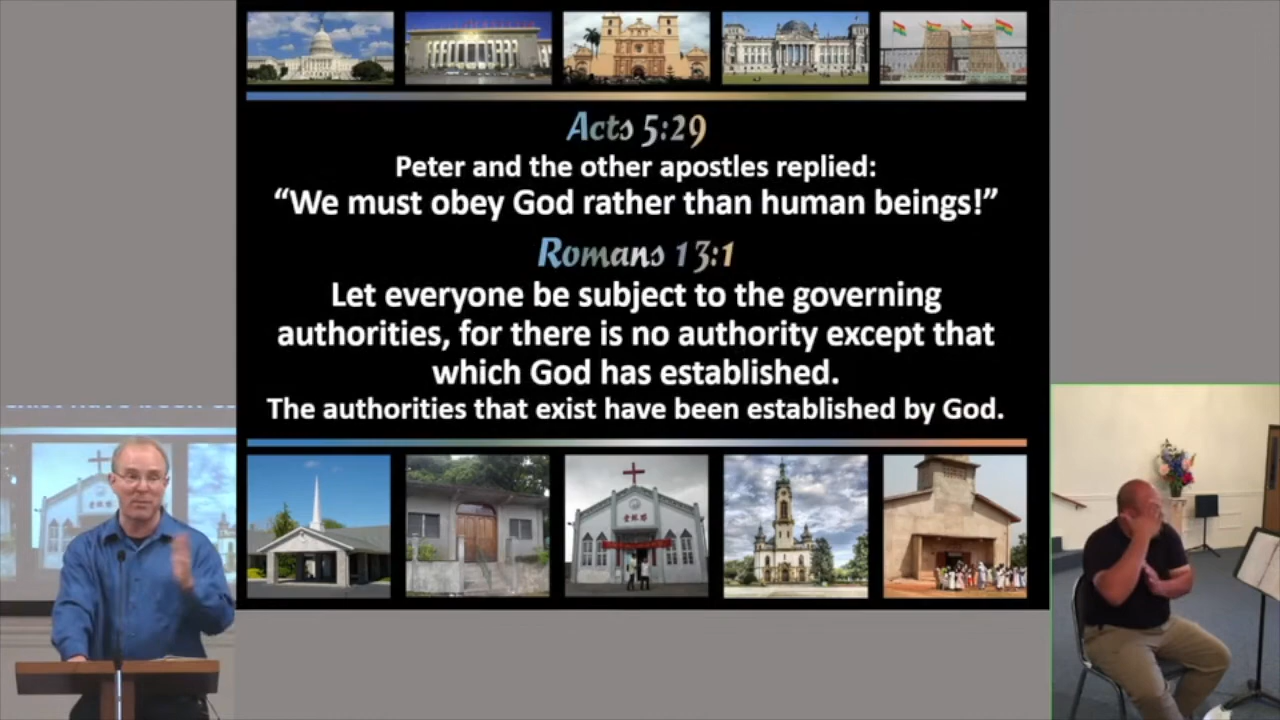 Acts 5:29
Peter and the other apostles replied:
“We must obey God rather than human beings!”
Romans 13:1
Let everyone be subject to the governing
authorities, for there is no authority except that
which God has established.
The authorities that exist have been established by God.